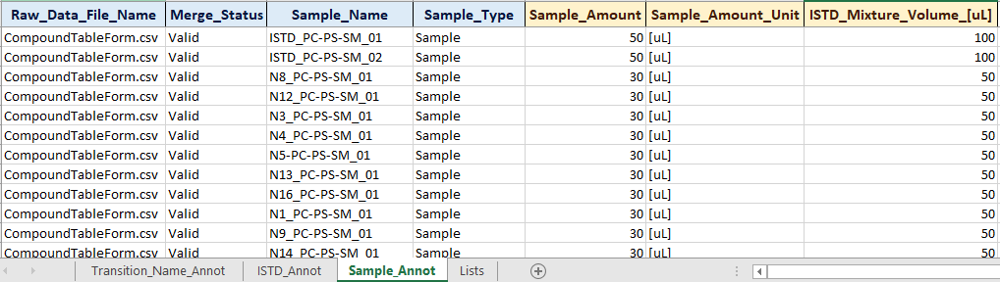 Raw_Data_File_Name Merge_Status Sample_Name Sample_Type Sample_Amount Sample_Amount_Unit ISTD_Mixture_Volume_[uL]
CompoundTableForm.csv Valid ISTD_PC-PS-SM_01 Sample 50 [uL] 100
CompoundTableForm.csv Valid ISTD_PC-PS-SM_02 Sample 50 [uL] 100
CompoundTableForm.csv Valid N8_PC-PS-SM_01 Sample 30 [uL] 50
CompoundTableForm.csv Valid N12_PC-PS-SM_01 Sample 30 [uL] 50
CompoundTableForm.csv Valid N3_PC-PS-SM_01 Sample 30 [uL] 50
CompoundTableForm.csv Valid N4_PC-PS-SM_01 Sample 30 [uL] 50
CompoundTableForm.csv Valid N5-PC-PS-SM_01 Sample 30 [uL] 50
CompoundTableForm.csv Valid N13_PC-PS-SM_01 Sample 30 [uL] 50
CompoundTableForm.csv Valid N16_PC-PS-SM_01 Sample 30 [uL] 50
CompoundTableForm.csv Valid N1_PC-PS-SM_01 Sample 30 [uL] 50
CompoundTableForm.csv Valid N9_PC-PS-SM_01 Sample 30 [uL] 50
CompoundTableForm.csv Valid N14_PC-PS-SM_01 Sample 30 [uL] 50
Transition_Name_Annot ISTD_Annot Sample_Annot Lists